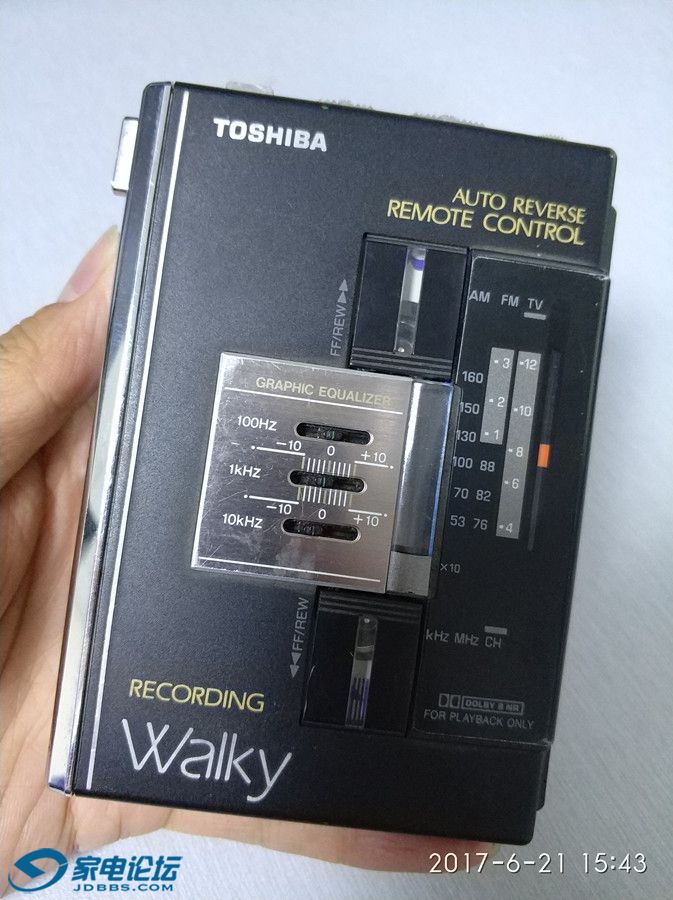 TOSHIBA
AUTO REVERSE
REMOTE CONTROL
FF/REW
AM FM TV
GRAPHIC EQUALIZER
100Hz
-10 0 +10
1kHz
-10 0 +10
10kHz
160 3 12
150 2 10
130 1
100 88 8
70 82 6
53 76 4
×10
kHz MHz CH
FF/REW
DOLBY B NR
FOR PLAYBACK ONLY
RECORDING
Walky
家电论坛
JDBBS.COM
2017-6-21 15:43